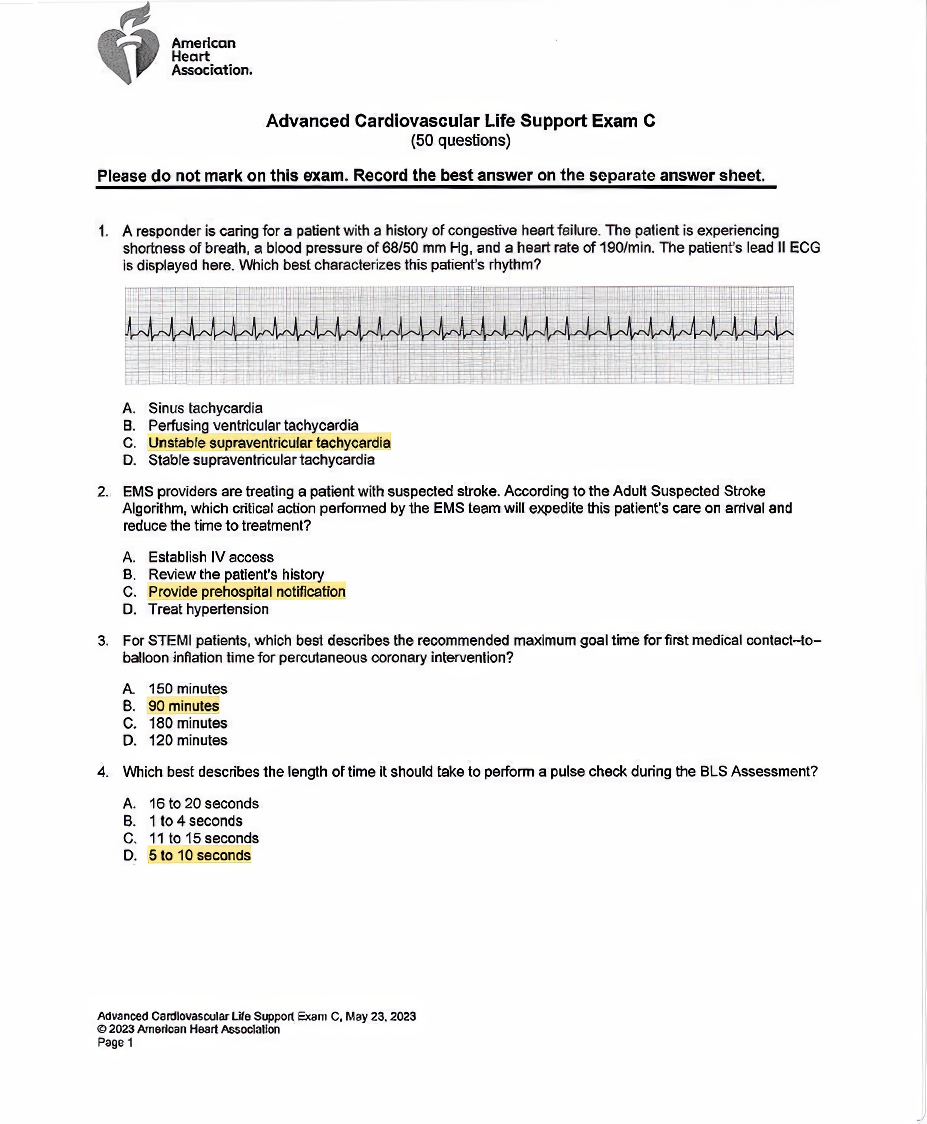 American
Heart
Association.
Advanced Cardiovascular Life Support Exam C
(50 questions)
Please do not mark on this exam. Record the best answer on the separate answer sheet.
1. A responder is caring for a patient with a history of congestive heart failure. The patient is experiencing
shortness of breath, a blood pressure of 68/50 mm Hg, and a heart rate of 190/min. The patient's lead II ECG
is displayed here. Which best characterizes this patient's rhythm?
A. Sinus tachycardia
B. Perfusing ventricular tachycardia
C. Unstable supraventricular tachycardia
D. Stable supraventricular tachycardia
2. EMS providers are treating a patient with suspected stroke. According to the Adult Suspected Stroke
Algorithm, which critical action performed by the EMS team will expedite this patient's care on arrival and
reduce the time to treatment?
A. Establish IV access
B. Review the patient's history
C. Provide prehospital notification
D. Treat hypertension
3. For STEMI patients, which best describes the recommended maximum goal time for first medical contact–to–
balloon inflation time for percutaneous coronary intervention?
A. 150 minutes
B. 90 minutes
C. 180 minutes
D. 120 minutes
4. Which best describes the length of time it should take to perform a pulse check during the BLS Assessment?
A. 16 to 20 seconds
B. 1 to 4 seconds
C. 11 to 15 seconds
D. 5 to 10 seconds
Advanced Cardiovascular Life Support Exam C, May 23, 2023
© 2023 American Heart Association
Page 1